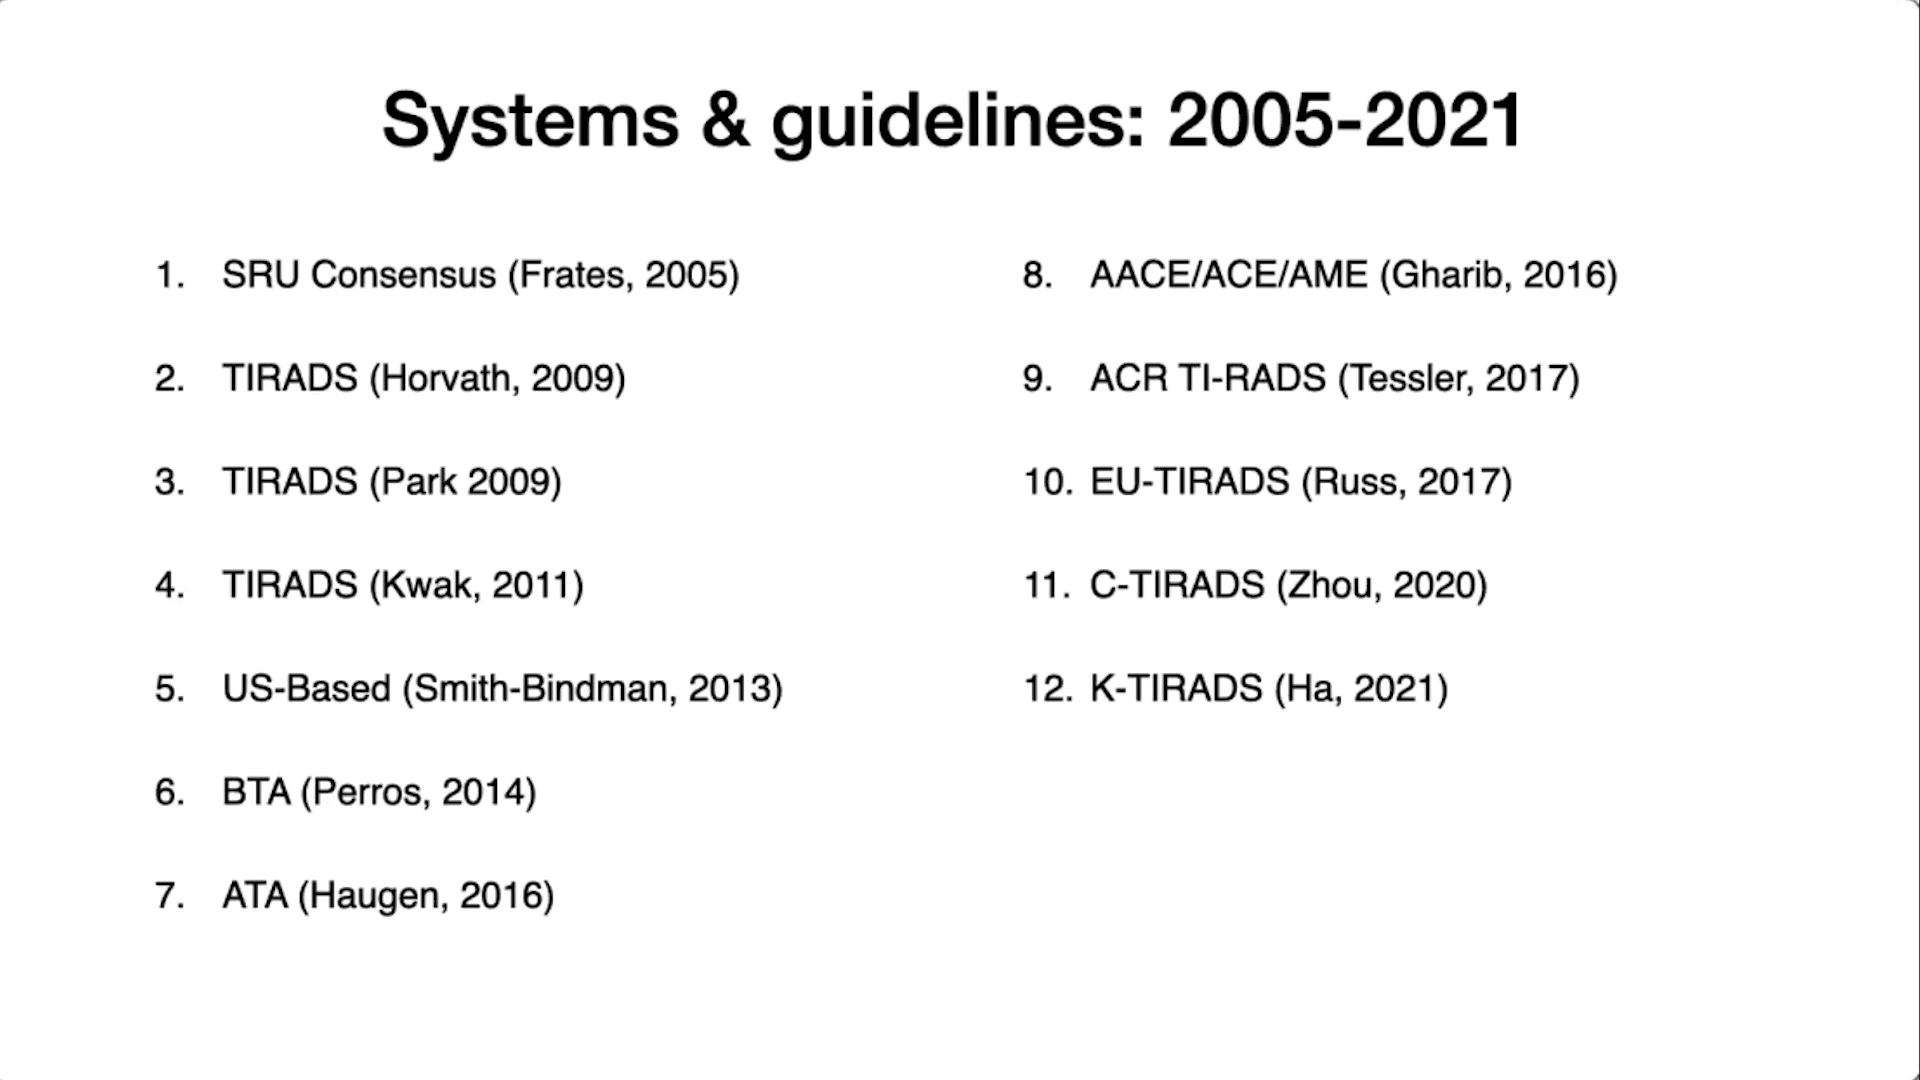 Systems & guidelines: 2005-2021
1. SRU Consensus (Frates, 2005)
2. TIRADS (Horvath, 2009)
3. TIRADS (Park 2009)
4. TIRADS (Kwak, 2011)
5. US-Based (Smith-Bindman, 2013)
6. BTA (Perros, 2014)
7. ATA (Haugen, 2016)
8. AACE/ACE/AME (Gharib, 2016)
9. ACR TI-RADS (Tessler, 2017)
10. EU-TIRADS (Russ, 2017)
11. C-TIRADS (Zhou, 2020)
12. K-TIRADS (Ha, 2021)